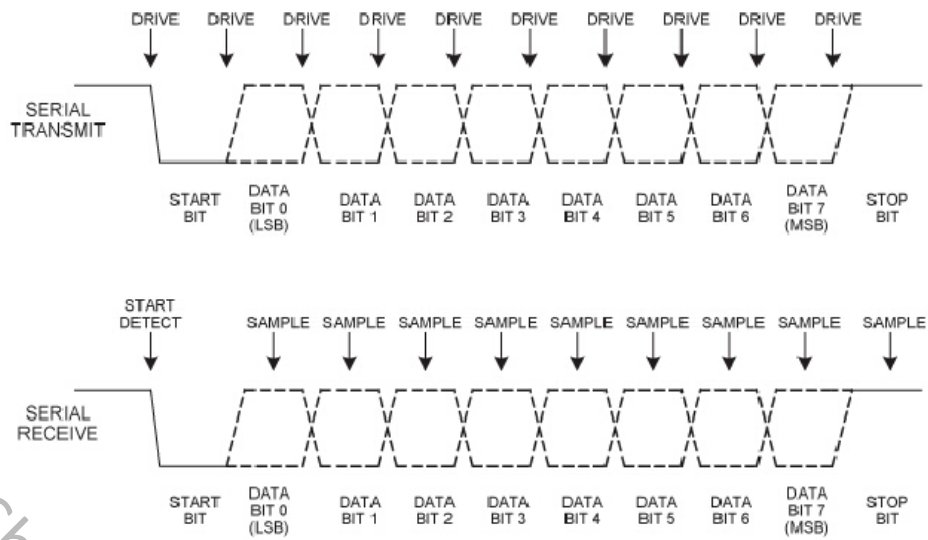 DRIVE DRIVE DRIVE DRIVE DRIVE DRIVE DRIVE DRIVE DRIVE DRIVE
SERIAL
TRANSMIT
START
BIT
DATA
BIT 0
(LSB)
DATA
BIT 1
DATA
BIT 2
DATA
BIT 3
DATA
BIT 4
DATA
BIT 5
DATA
BIT 6
DATA
BIT 7
(MSB)
STOP
BIT
START
DETECT
SAMPLE SAMPLE SAMPLE SAMPLE SAMPLE SAMPLE SAMPLE SAMPLE SAMPLE
SERIAL
RECEIVE
START
BIT
DATA
BIT 0
(LSB)
DATA
BIT 1
DATA
BIT 2
DATA
BIT 3
DATA
BIT 4
DATA
BIT 5
DATA
BIT 6
DATA
BIT 7
(MSB)
STOP
BIT